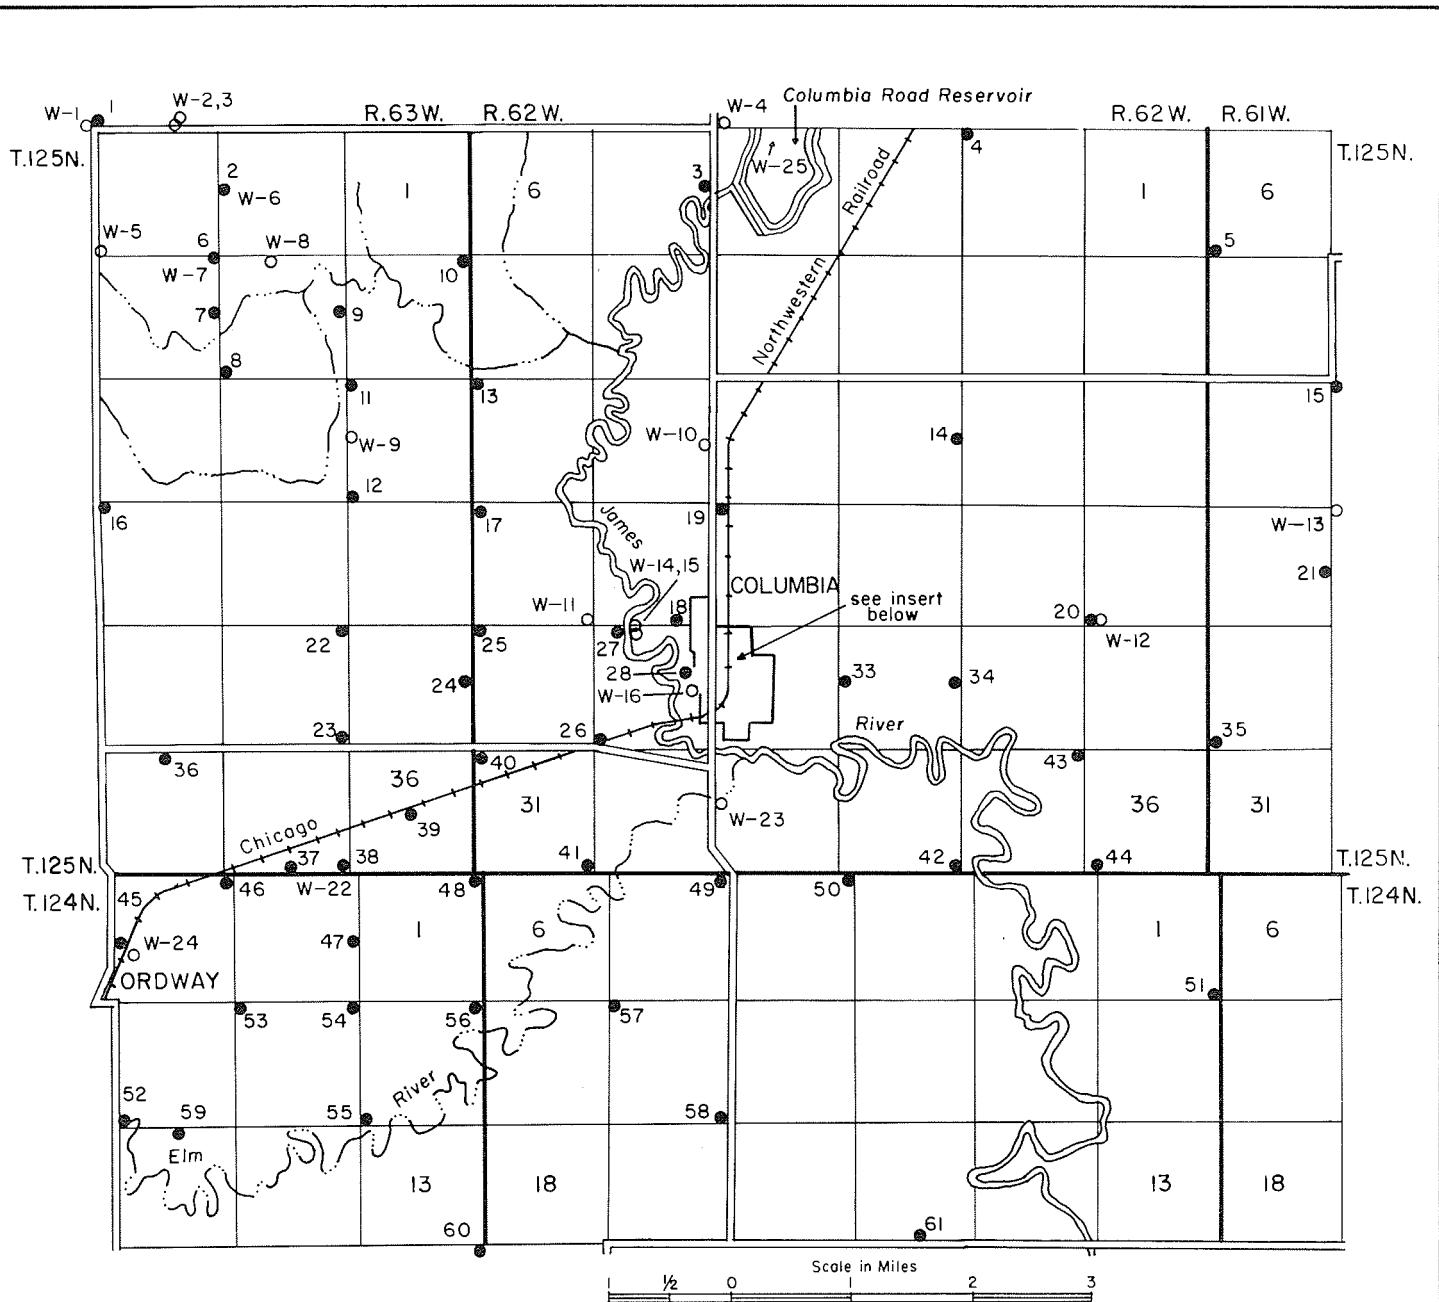 W-1
1
W-2,3
R.63W.
R.62W.
W-4
Columbia Road Reservoir
R.62W.
R.61W.
T.125N.
T.125N.
2
W-6
1
6
3
W-25
Railroad
4
1
6
W-5
6
W-8
W-7
10
5
7
9
Northwestern
8
11
13
15
W-9
W-10
14
12
16
17
James
19
W-13
W-14,15
COLUMBIA
21
W-11
18
see insert
below
20
W-12
22
25
27
28
24
W-16
33
34
23
26
River
35
36
36
40
43
31
36
31
39
W-23
Chicago
37
38
41
42
44
T.125N.
T.125N.
T.124N.
T.124N.
45
46
W-22
48
49
50
W-24
47
1
6
1
6
ORDWAY
51
53
54
56
57
River
52
59
55
58
Elm
13
18
13
18
60
61
Scale in Miles
1
½
0
1
2
3